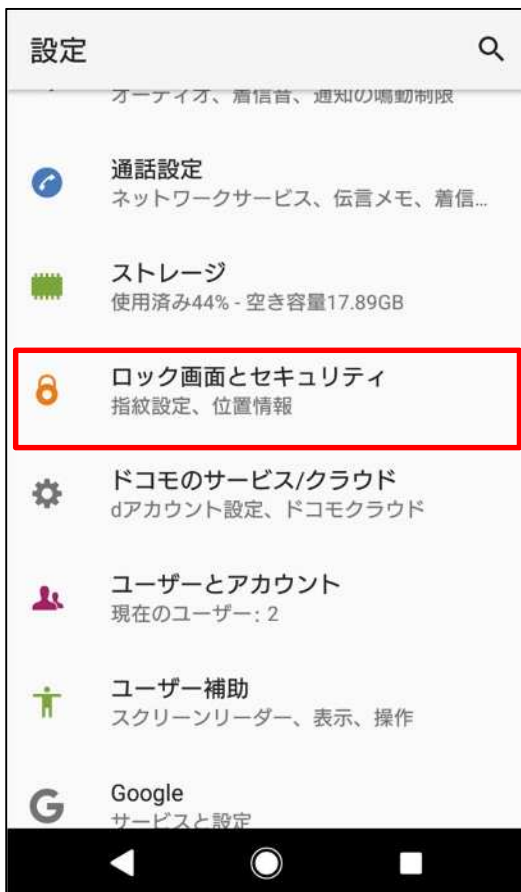 設定
オーディオ、着信音、通知の鳴動制限
通話設定
ネットワークサービス、伝言メモ、着信...
ストレージ
使用済み44% - 空き容量17.89GB
ロック画面とセキュリティ
指紋設定、位置情報
ドコモのサービス/クラウド
dアカウント設定、ドコモクラウド
ユーザーとアカウント
現在のユーザー: 2
ユーザー補助
スクリーンリーダー、表示、操作
Google
サービスと設定